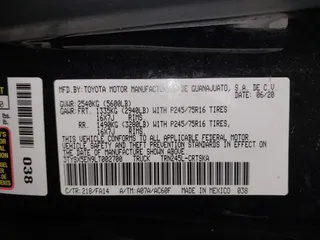 MFD.BY: TOYOTA MOTOR MANUFACTURING DE GUANAJUATO, S.A. DE C.V.
06/20
GVWR: 2540KG (5600LB)
GAWR: FRT. 1335KG (2940LB) WITH P245/75R16 TIRES
16X7J RIMS,
RR. 1490KG (3280LB) WITH P245/75R16 TIRES
16X7J RIMS,
THIS VEHICLE CONFORMS TO ALL APPLICABLE
FEDERAL MOTOR VEHICLE SAFETY STANDARDS IN EFFECT ON THE
DATE OF MANUFACTURE SHOWN ABOVE.
3TYSX5EN9LT002700 TRUCK TRN245L-CRTSKA
C/TR: 218/FA14 A/TM: A07A/AC60F MADE IN MEXICO 038
038